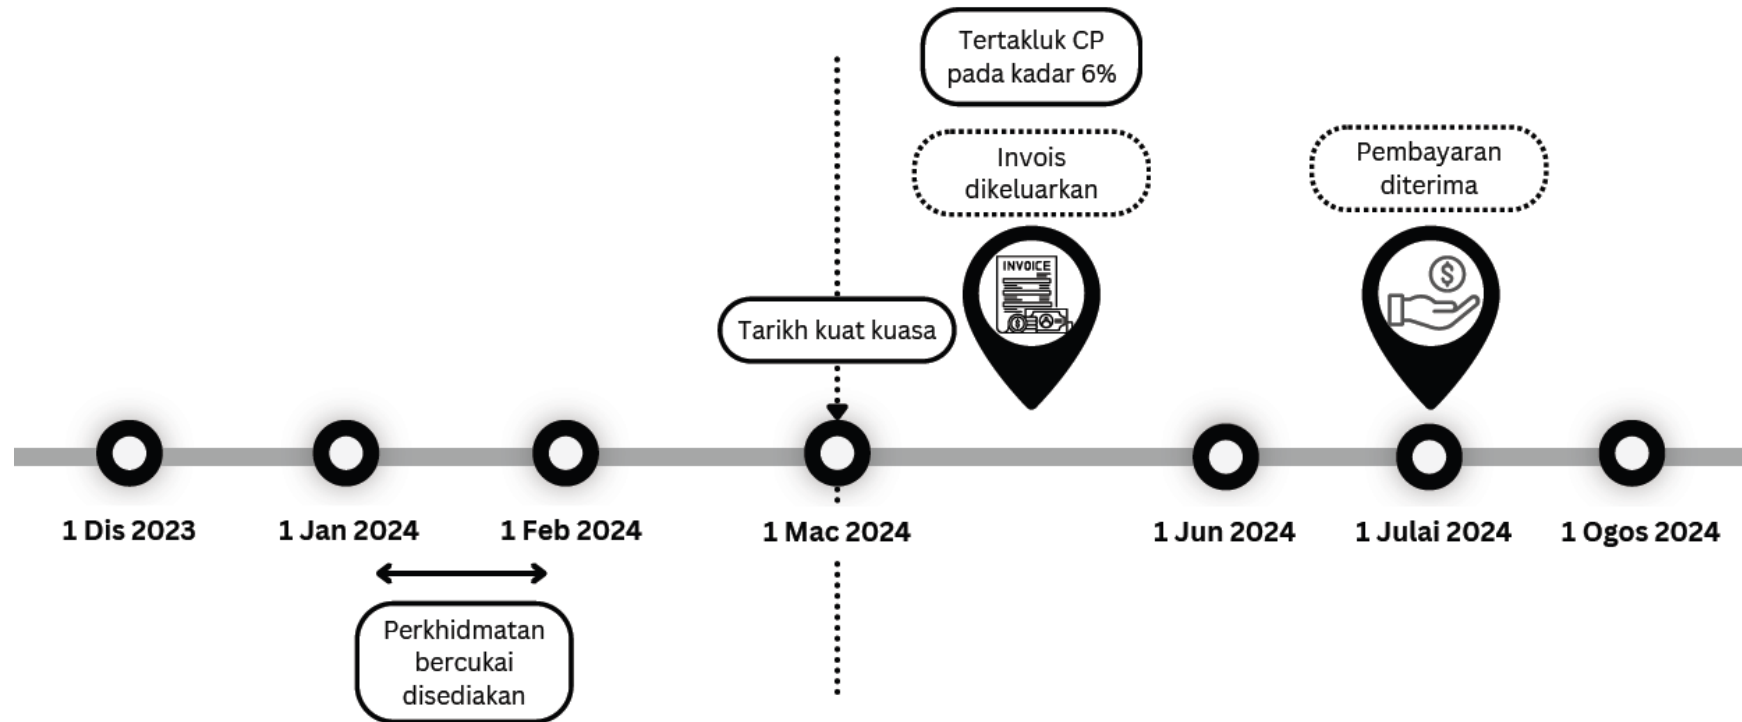 Tertakluk CP
pada kadar 6%
Invois
dikeluarkan
Pembayaran
diterima
INVOICE
Tarikh kuat kuasa
1 Dis 2023
1 Jan 2024
1 Feb 2024
1 Mac 2024
1 Jun 2024
1 Julai 2024
1 Ogos 2024
Perkhidmatan
bercukai
disediakan